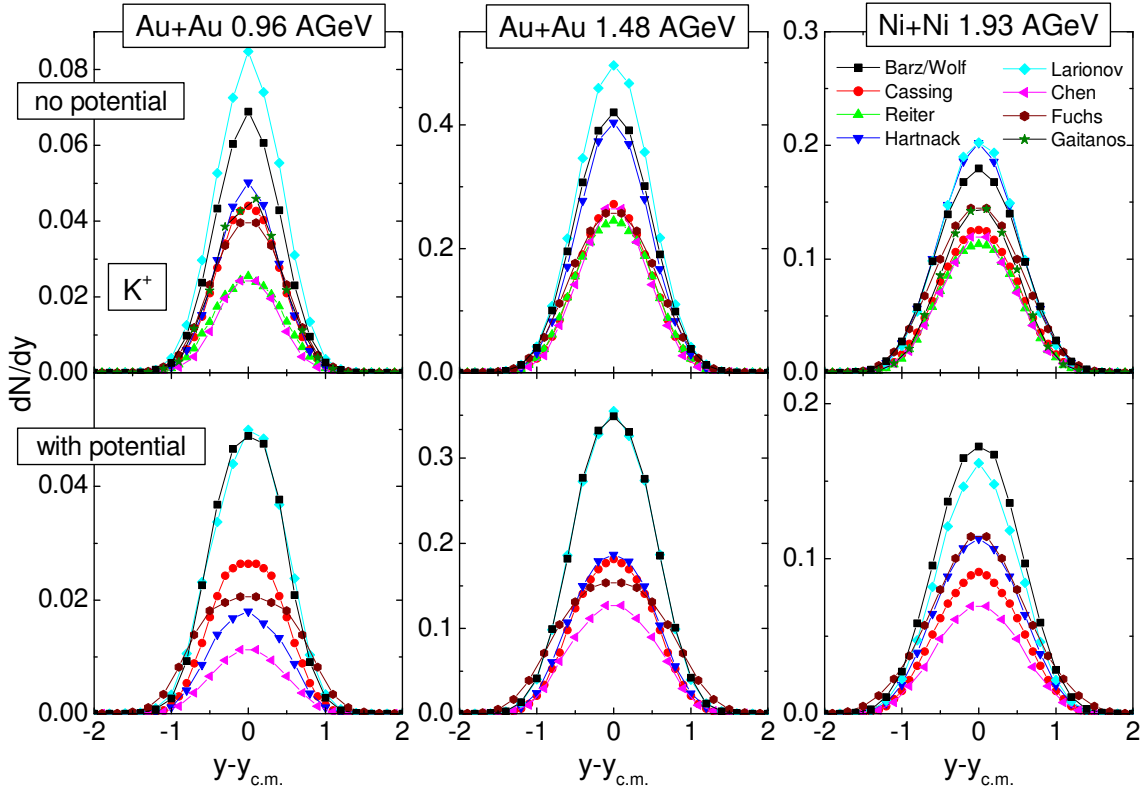 Au+Au 0.96 AGeV
Au+Au 1.48 AGeV
Ni+Ni 1.93 AGeV
no potential
K+
with potential
dN/dy
Barz/Wolf
Cassing
Reiter
Hartnack
Larionov
Chen
Fuchs
Gaitanos
0.08
0.06
0.04
0.02
0.00
0.4
0.2
0.0
0.3
0.2
0.1
0.0
0.04
0.02
0.00
0.3
0.2
0.1
0.0
0.2
0.1
0.0
-2 -1 0 1 2
-2 -1 0 1 2
-2 -1 0 1 2
y-yc.m.
y-yc.m.
y-yc.m.